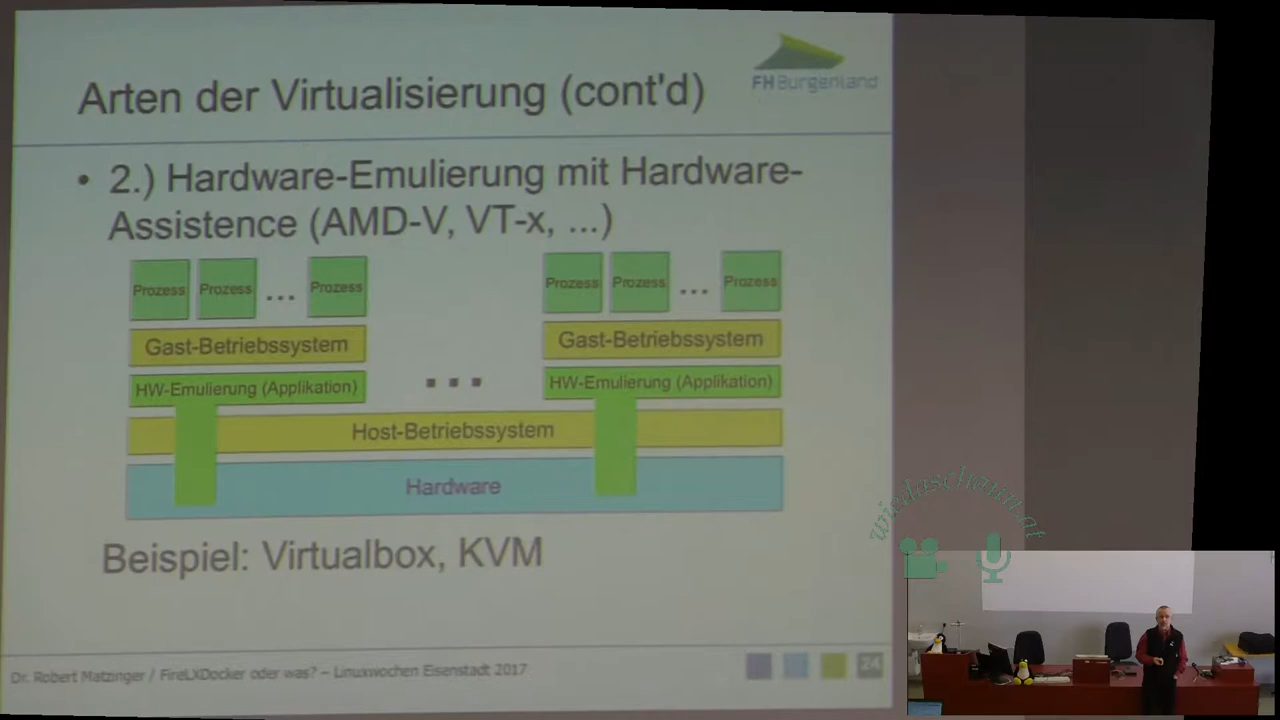 Arten der Virtualisierung (cont'd)
FH Burgenland
• 2.) Hardware-Emulierung mit Hardware-
Assistence (AMD-V, VT-x, ...)
Prozess Prozess ... Prozess
Prozess Prozess ... Prozess
Gast-Betriebssystem
Gast-Betriebssystem
HW-Emulierung (Applikation)
...
HW-Emulierung (Applikation)
Host-Betriebssystem
Hardware
Beispiel: Virtualbox, KVM
Dr. Robert Matzinger / FireLXDocker oder was? – Linuxwochen Eisenstadt 2017
24
wiedaschauen.at